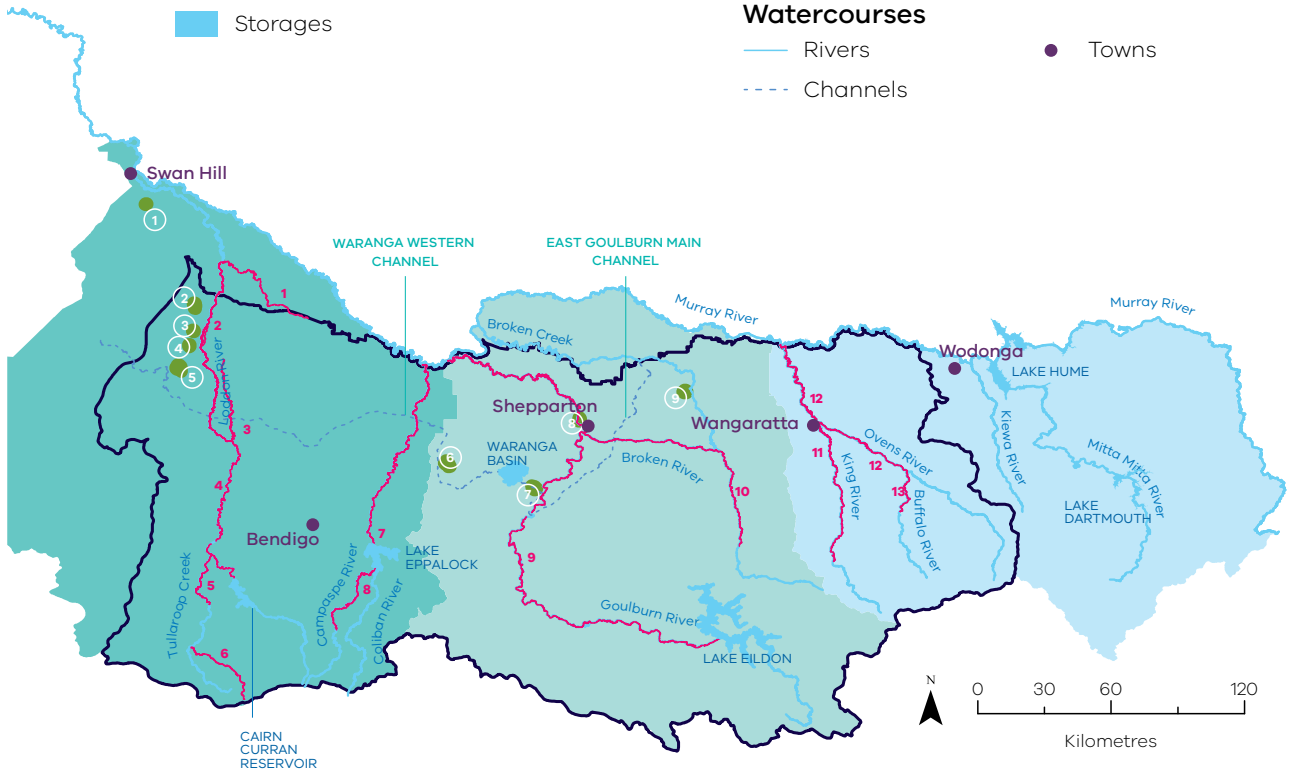 Storages
Watercourses
Rivers
Channels
Towns
Swan Hill
1
WARANGA WESTERN
CHANNEL
EAST GOULBURN MAIN
CHANNEL
1
2
2
3
4
5
Loddon River
3
4
Murray River
Broken Creek
Murray River
Wodonga
LAKE HUME
Kiewa River
Mitta Mitta River
LAKE
DARTMOUTH
Shepparton
8
9
Wangaratta
12
11
12
13
Ovens River
King River
Buffalo River
6
WARANGA
BASIN
7
Broken River
10
9
Bendigo
7
LAKE
EPPALOCK
8
Campaspe River
Coliban River
5
Tullaroop Creek
6
Goulburn River
LAKE EILDON
CAIRN
CURRAN
RESERVOIR
N
0 30 60 120
Kilometres